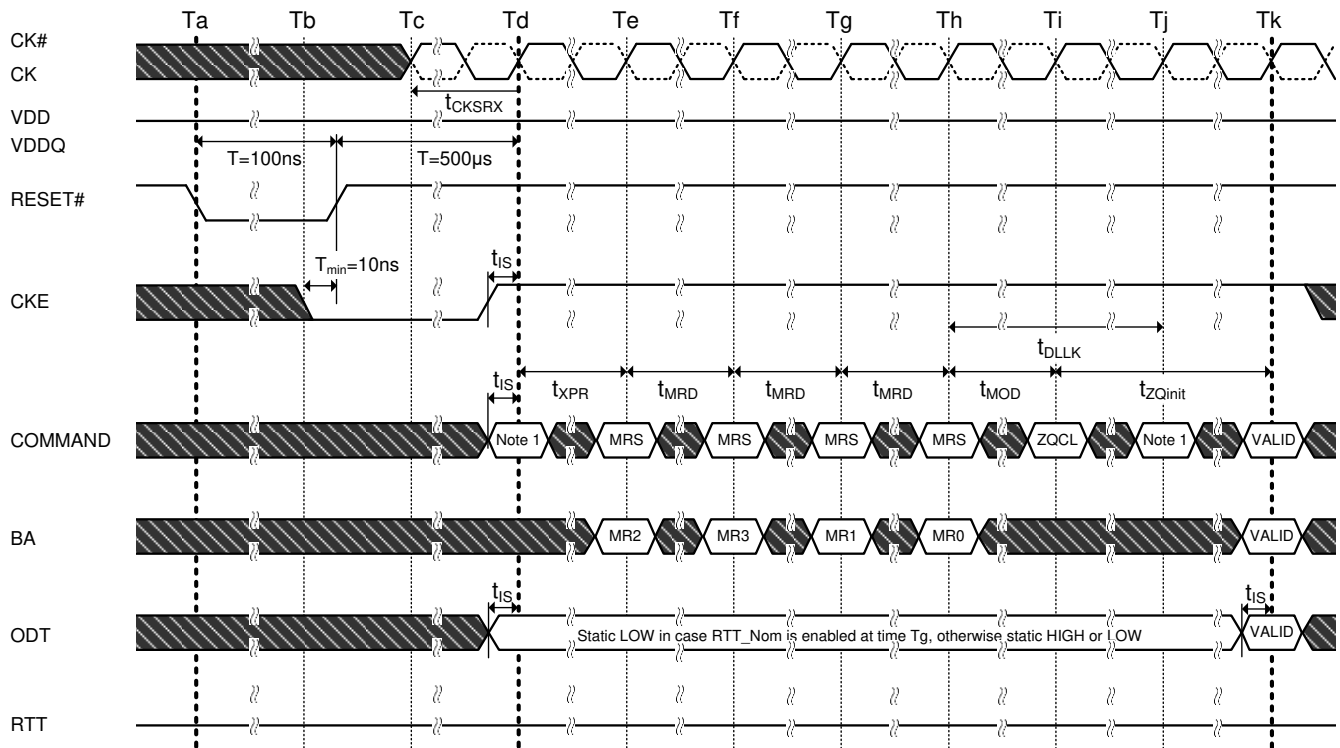 Ta Tb Tc Td Te Tf Tg Th Ti Tj Tk
CK#
CK
tCKSRX
VDD
VDDQ
T=100ns T=500µs
RESET#
Tmin=10ns tIS
CKE
tDLLK
tIS tXPR tMRD tMRD tMRD tMOD tZQinit
COMMAND Note 1 MRS MRS MRS MRS ZQCL Note 1 VALID
BA MR2 MR3 MR1 MR0 VALID
tIS tIS
ODT Static LOW in case RTT_Nom is enabled at time Tg, otherwise static HIGH or LOW VALID
RTT